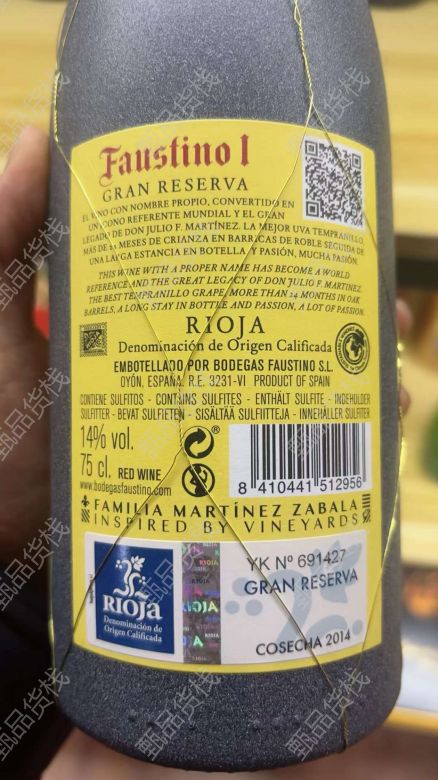 Faustino I
GRAN RESERVA
EL VINO CON NOMBRE PROPIO, CONVERTIDO EN
UN ICONO REFERENTE MUNDIAL Y EL GRAN
LEGADO DE DON JULIO F. MARTÍNEZ. LA MEJOR UVA TEMPRANILLO,
MÁS DE 24 MESES DE CRIANZA EN BARRICAS DE ROBLE SEGUIDA DE
UNA LARGA ESTANCIA EN BOTELLA Y PASIÓN, MUCHA PASIÓN.
THIS WINE WITH A PROPER NAME HAS BECOME A WORLD
REFERENCE AND THE GREAT LEGACY OF DON JULIO F. MARTINEZ.
THE BEST TEMPRANILLO GRAPE, MORE THAN 24 MONTHS IN OAK
BARRELS, A LONG STAY IN BOTTLE AND PASSION, A LOT OF PASSION.
RIOJA
Denominación de Origen Calificada
EMBOTELLADO POR BODEGAS FAUSTINO S.L.
OYÓN, ESPAÑA. R.E. 3231-VI PRODUCT OF SPAIN
CONTIENE SULFITOS - CONTAINS SULFITES - ENTHÄLT SULFITE - INDEHOLDER
SULFITTER - BEVAT SULFIETEN - SISÄLTÄÄ SULFIITTEJA - INNEHÅLLER SULFITER
14% vol.
75 cl. RED WINE
www.bodegasfaustino.com
8 410441 512956
FAMILIA MARTÍNEZ ZABALA
INSPIRED BY VINEYARDS
RIOJA
Denominación de
Origen Calificada
RIOJA
YK Nº 691427
GRAN RESERVA
COSECHA 2014
甄品货栈